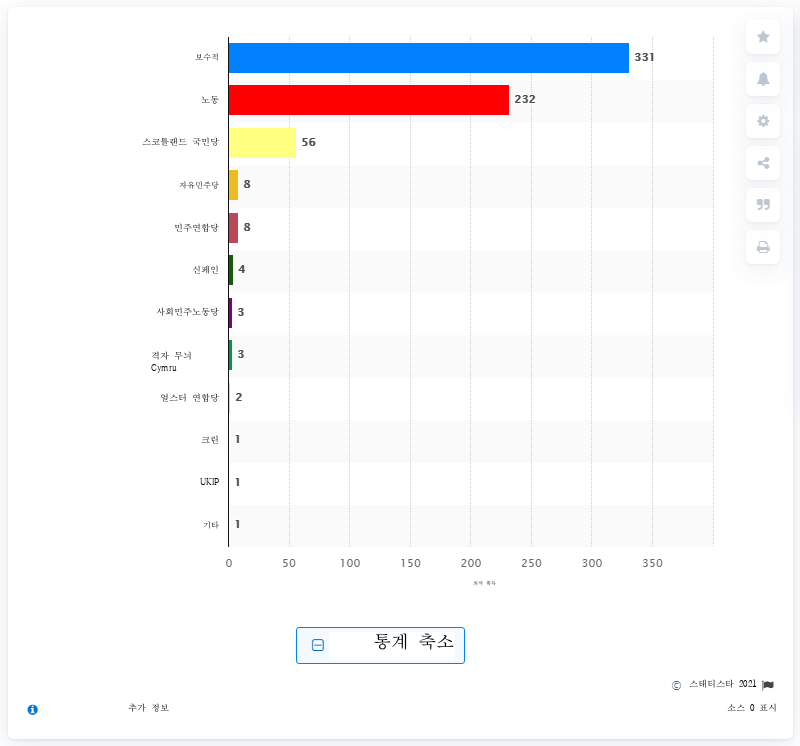 보수적
331
노동
232
스코틀랜드 국민당
56
자유민주당
8
민주연합당
8
신페인
4
사회민주노동당
3
격자 무늬
Cymru
3
얼스터 연합당
2
크린
1
UKIP
1
기타
1
0 50 100 150 200 250 300 350
좌석 획득
통계 축소
© 스태티스타 2021
추가 정보
소스 0 표시